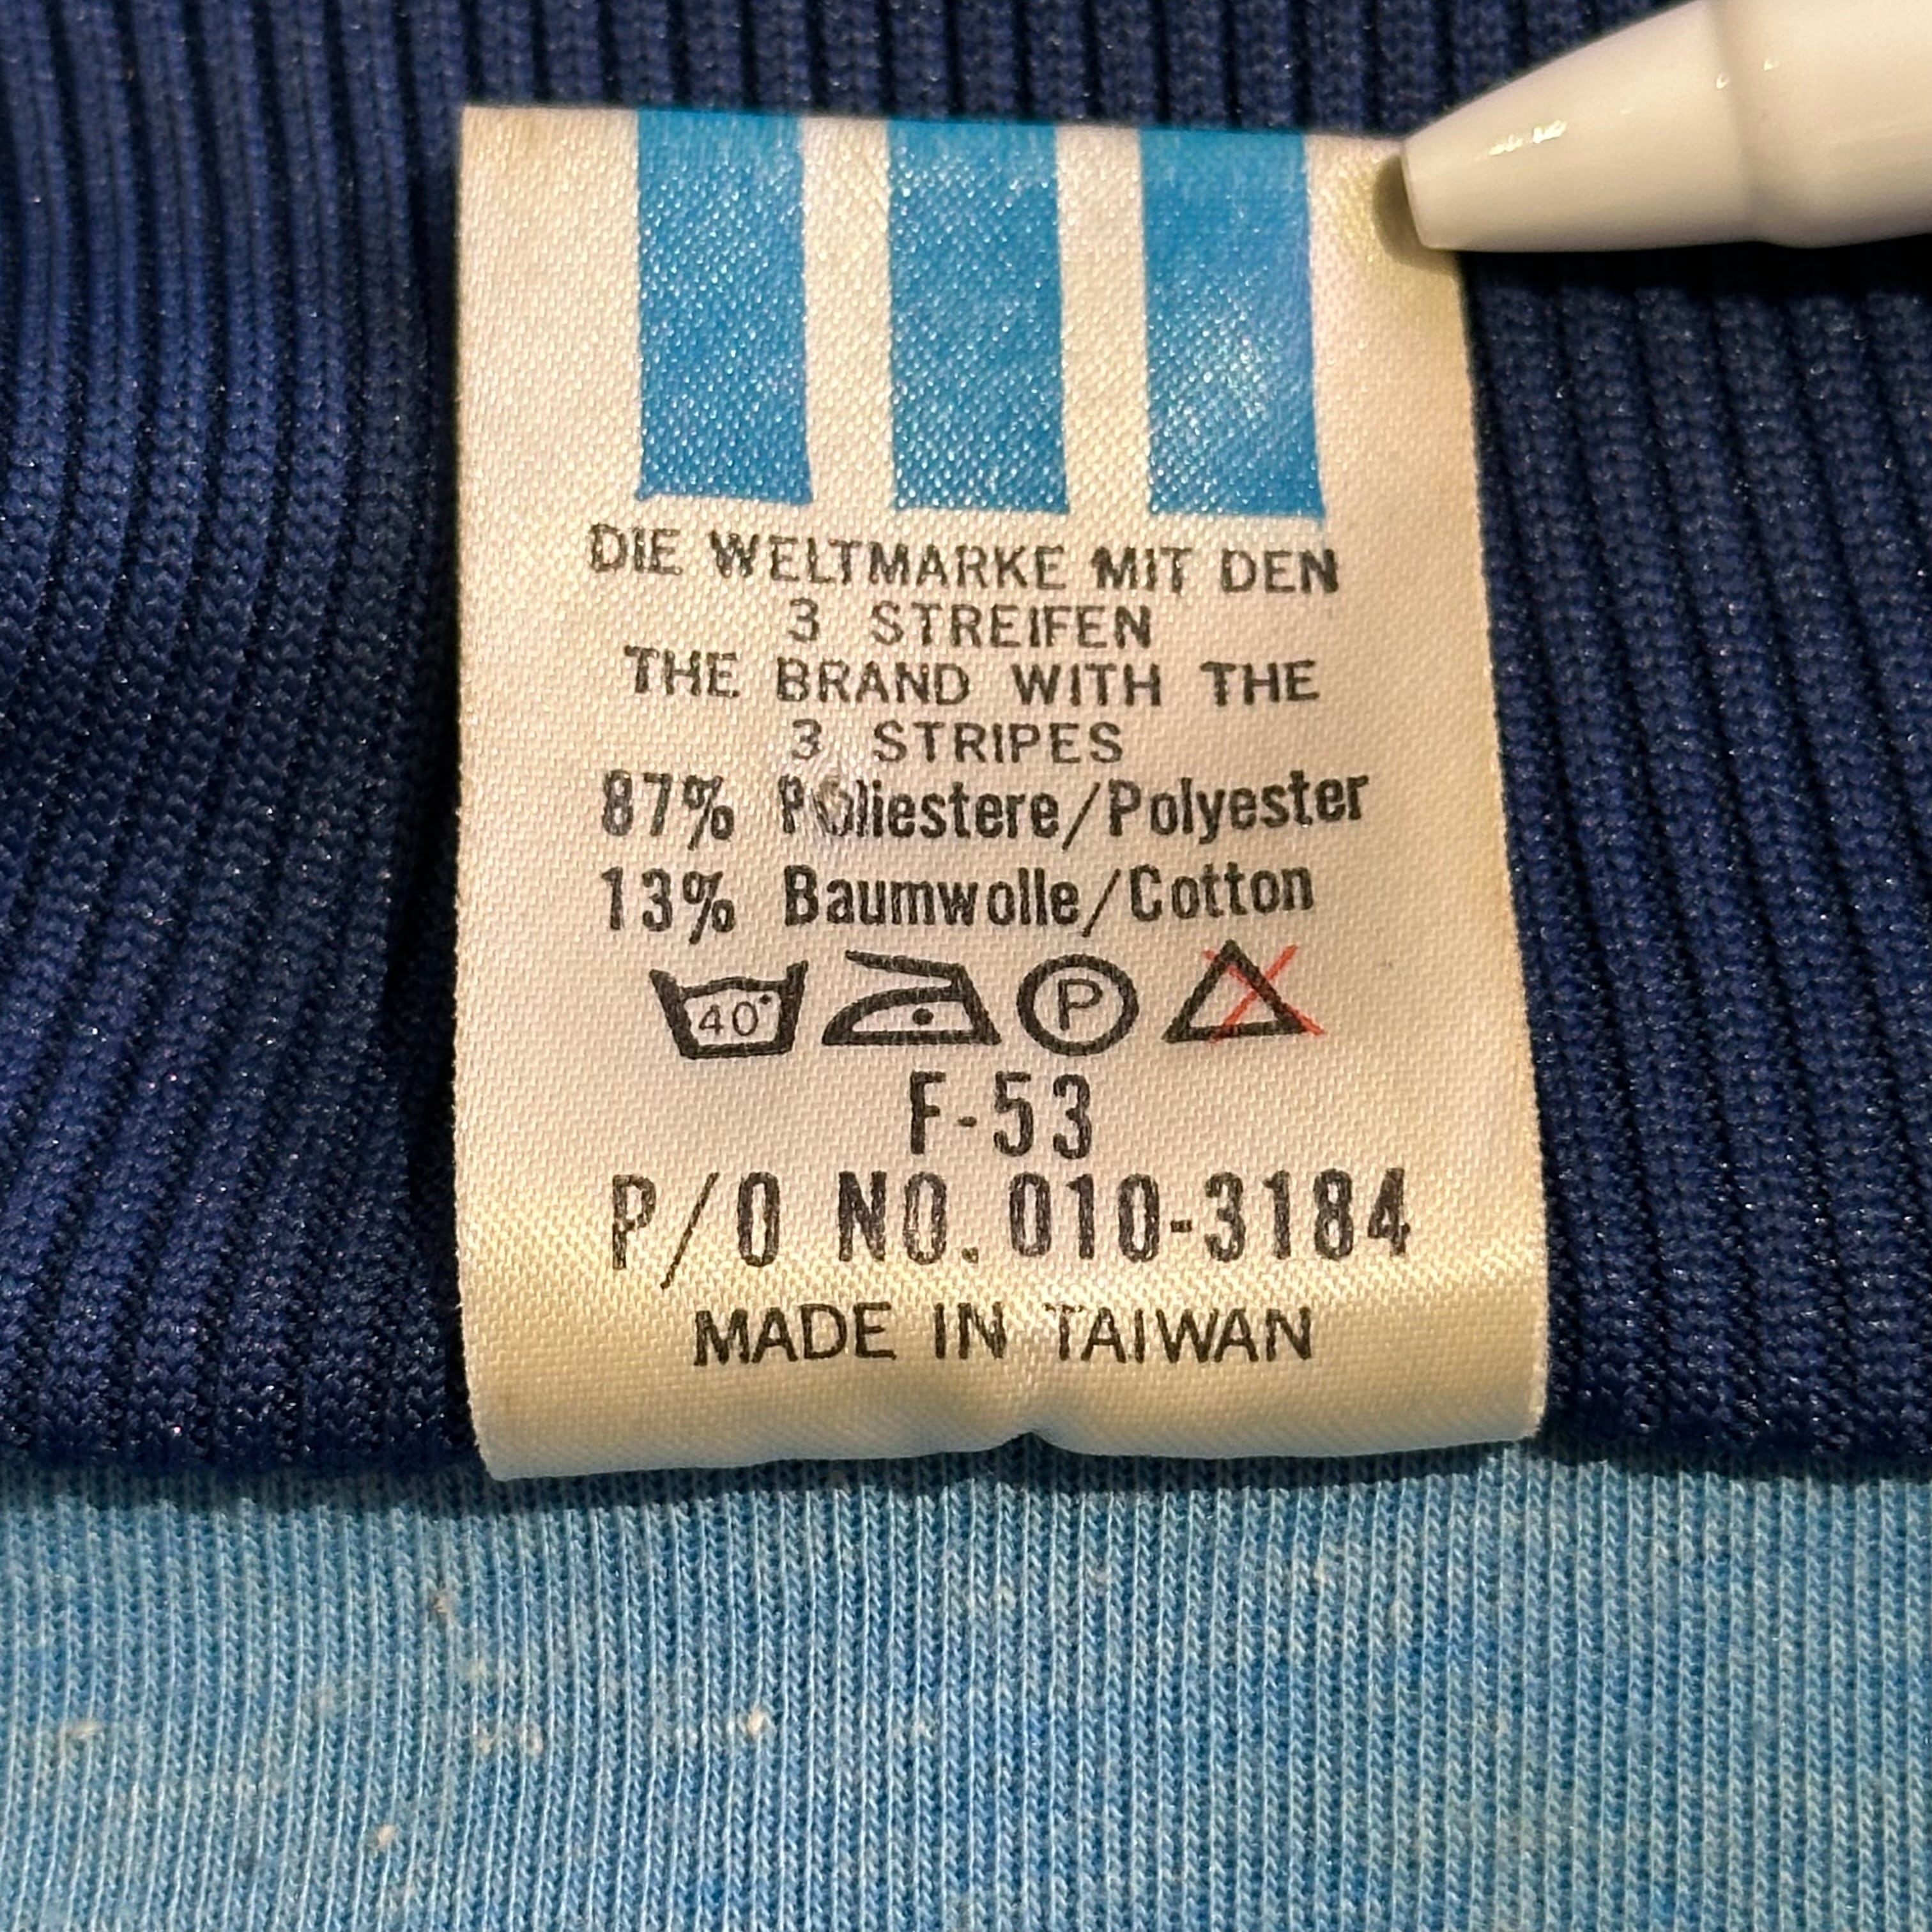 DIE WELTMARKE MIT DEN
3 STREIFEN
THE BRAND WITH THE
3 STRIPES
87% Poliestere/Polyester
13% Baumwolle/Cotton
40° P
F-53
P/O NO. 010-3184
MADE IN TAIWAN